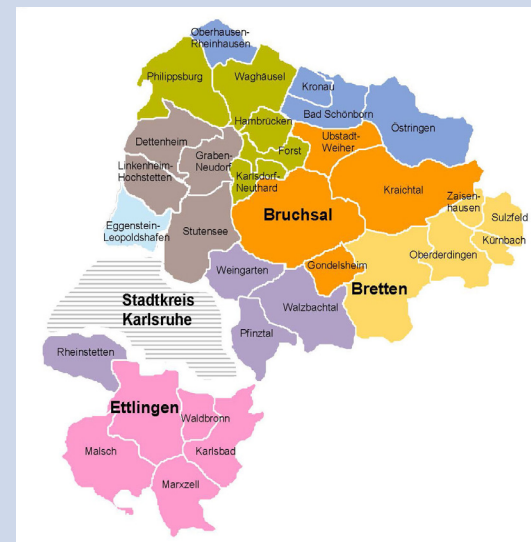 Oberhausen-
Rheinhausen
Philippsburg
Waghäusel
Kronau
Bad Schönborn
Östringen
Hambrücken
Ubstadt-
Weiher
Dettenheim
Graben-
Neudorf
Forst
Linkenheim-
Hochstetten
Karlsdorf-
Neuthard
Kraichtal
Zaisen-
hausen
Sulzfeld
Eggenstein-
Leopoldshafen
Stutensee
Bruchsal
Kürnbach
Oberderdingen
Weingarten
Gondelsheim
Bretten
Stadtkreis
Karlsruhe
Walzbachtal
Pfinztal
Rheinstetten
Ettlingen
Waldbronn
Malsch
Karlsbad
Marxzell